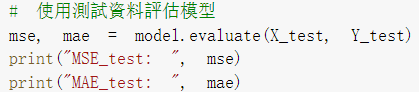 #  使用測試資料評估模型
mse, mae = model.evaluate(X_test, Y_test)
print("MSE_test: ", mse)
print("MAE_test: ", mae)